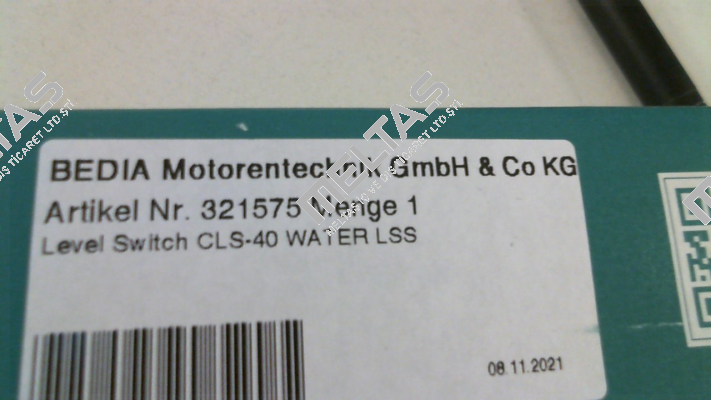 BEDIA Motorentechnik GmbH & Co KG
Artikel Nr. 321575 Menge 1
Level Switch CLS-40 WATER LSS
08.11.2021
MELTAS